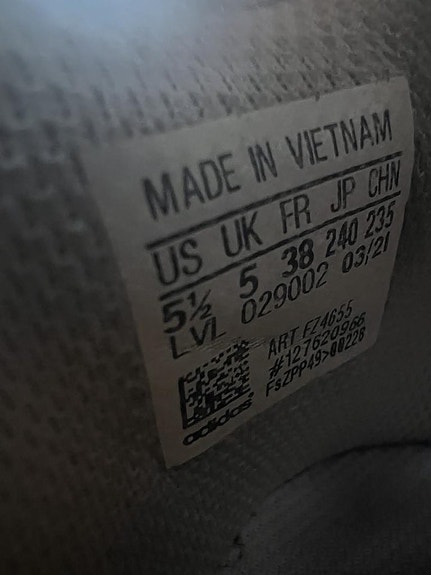 MADE IN VIETNAM
US UK FR JP CHN
5½ 5 38 240 235
LVL 029002 03/21
ART FZ4655
#127620966
FsZPP49>00226
adidas